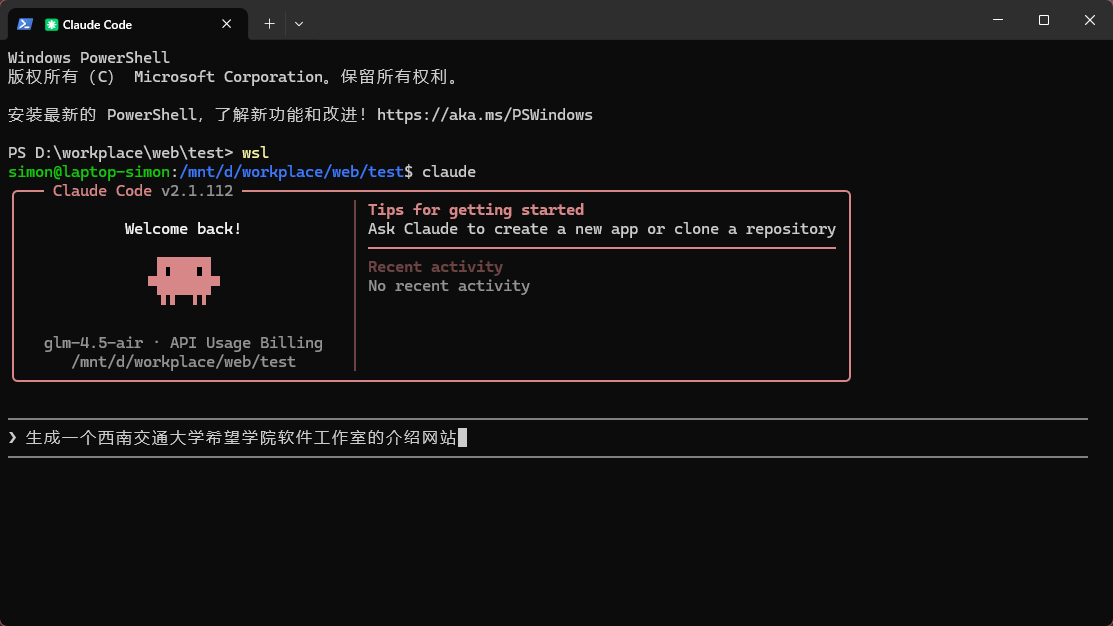 Claude Code
Windows PowerShell
版权所有 (C) Microsoft Corporation。保留所有权利。
安装最新的 PowerShell，了解新功能和改进！https://aka.ms/PSWindows
PS D:\workplace\web\test> wsl
simon@laptop-simon:/mnt/d/workplace/web/test$ claude
Claude Code v2.1.112
Welcome back!
glm-4.5-air · API Usage Billing
/mnt/d/workplace/web/test
Tips for getting started
Ask Claude to create a new app or clone a repository
Recent activity
No recent activity
❯ 生成一个西南交通大学希望学院软件工作室的介绍网站